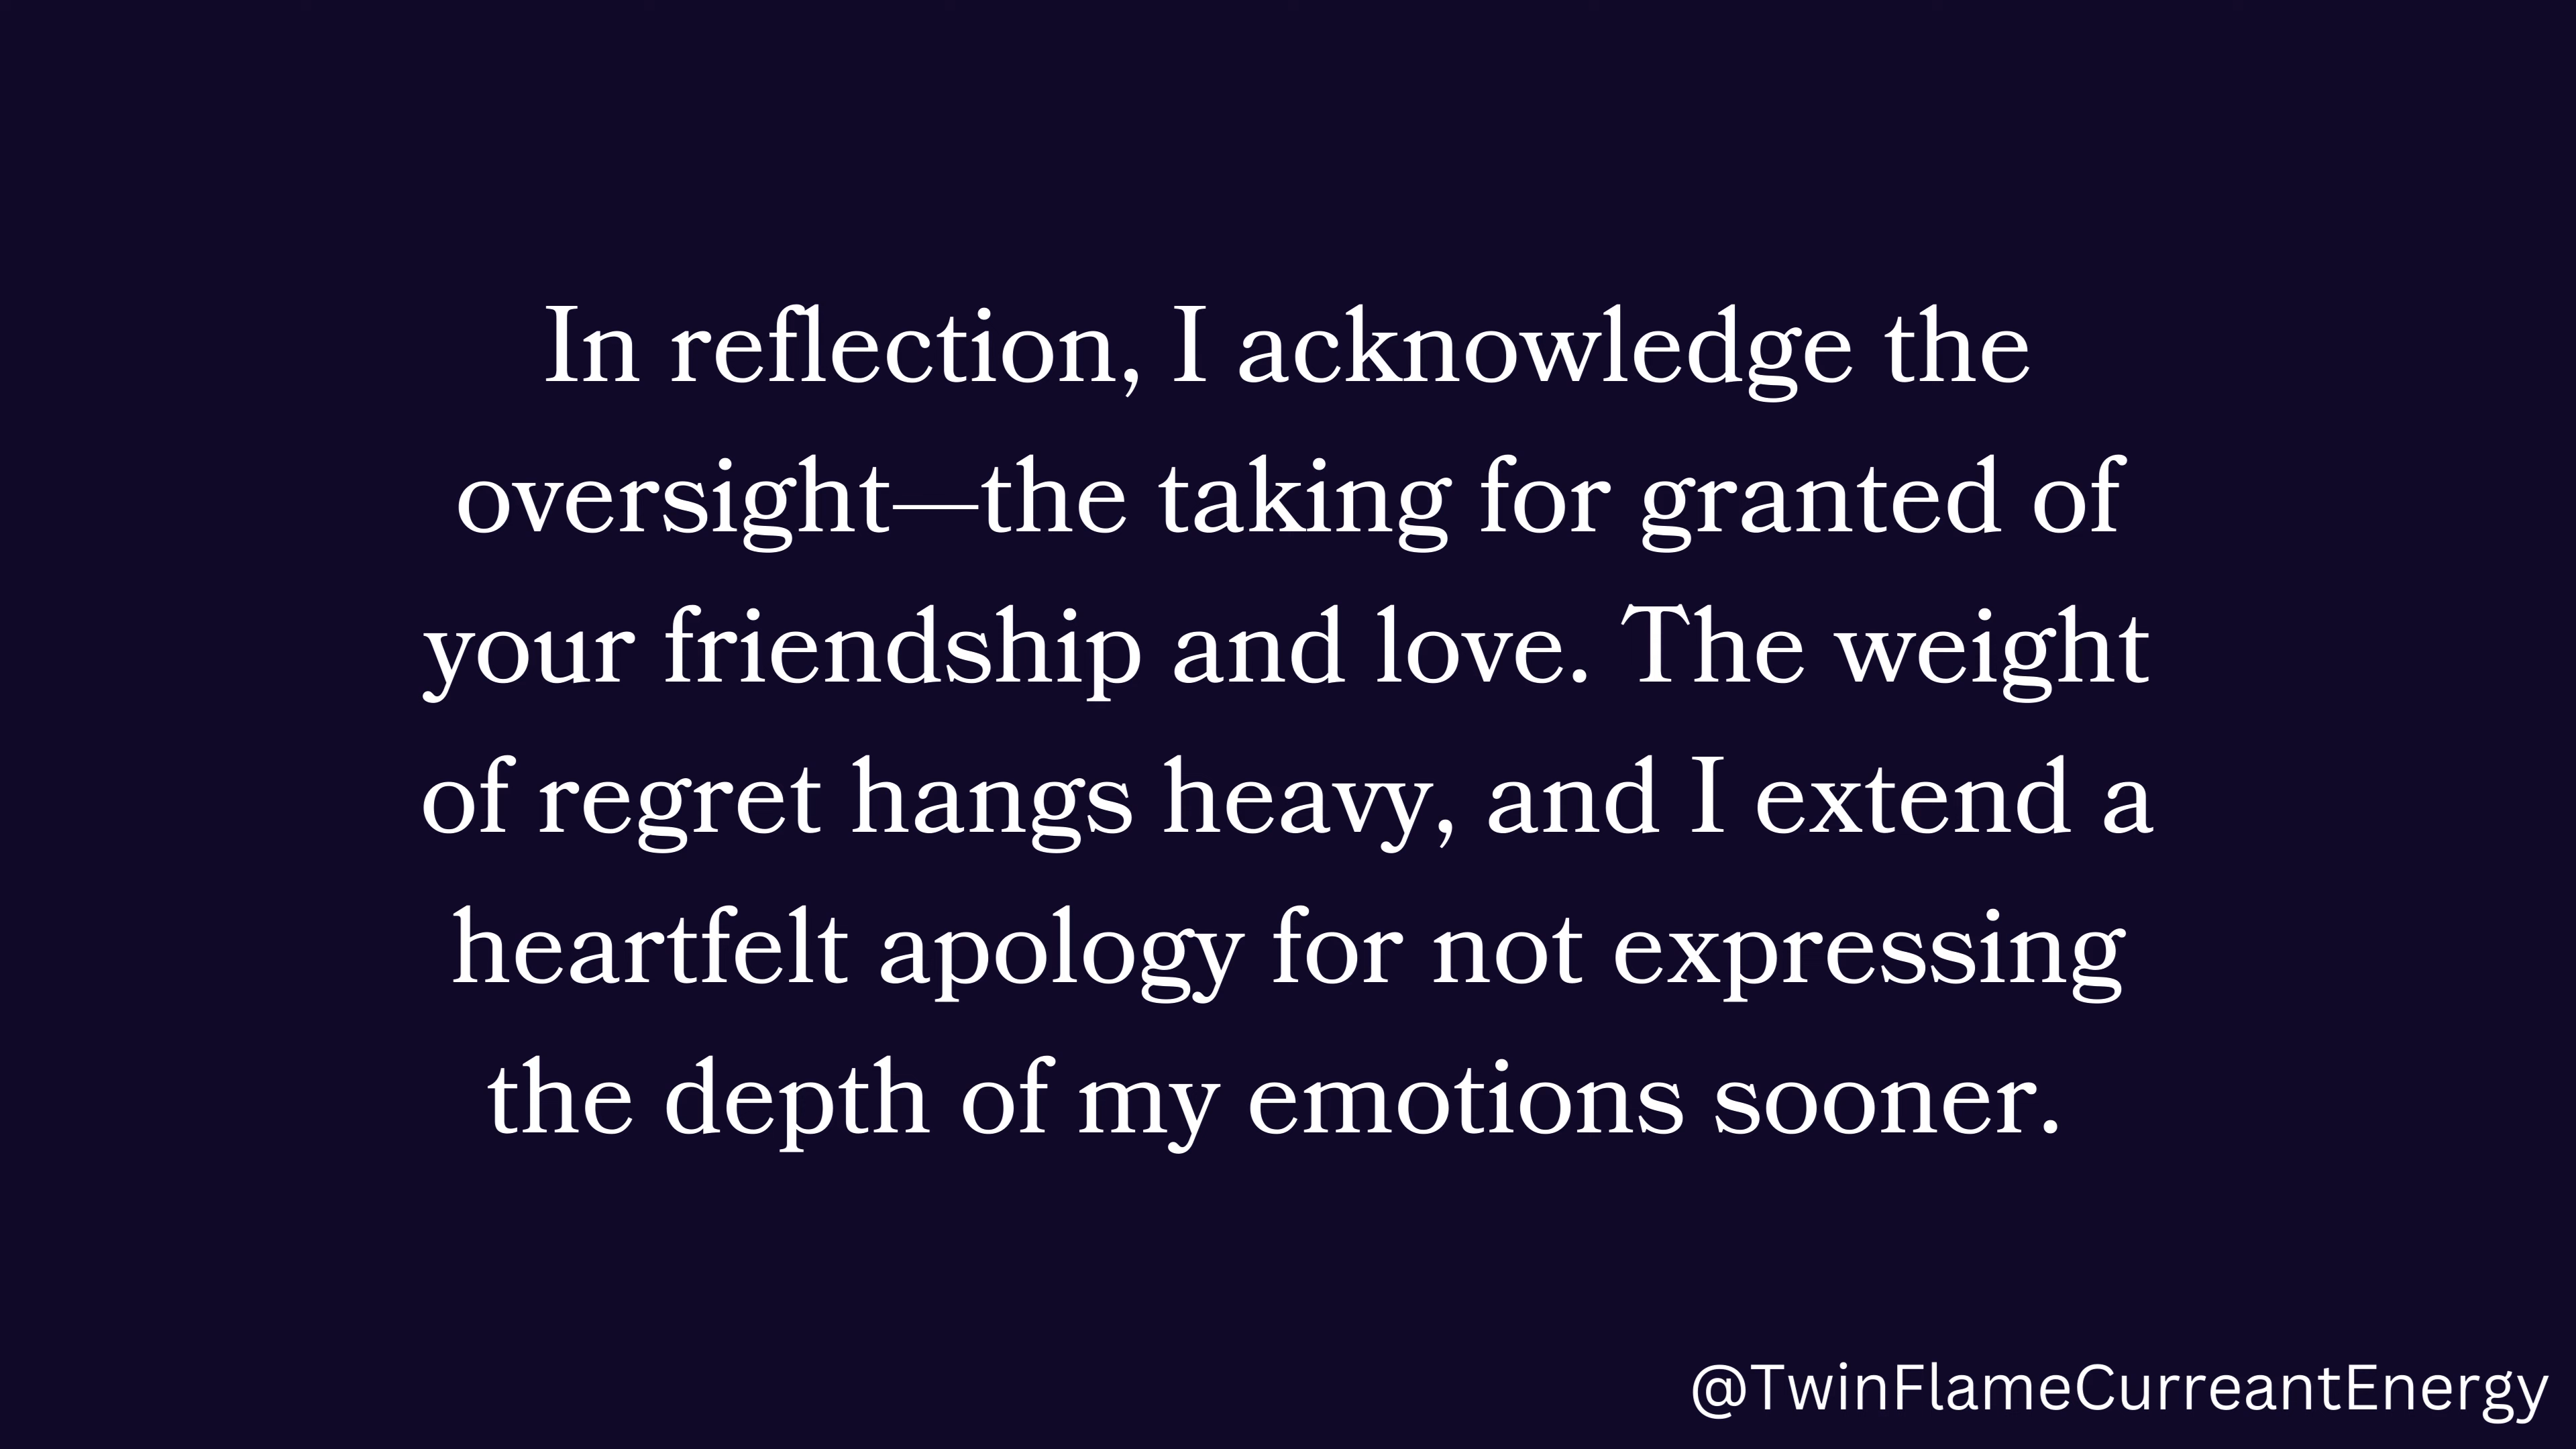 In reflection, I acknowledge the
oversight—the taking for granted of
your friendship and love. The weight
of regret hangs heavy, and I extend a
heartfelt apology for not expressing
the depth of my emotions sooner.
@TwinFlameCurreantEnergy